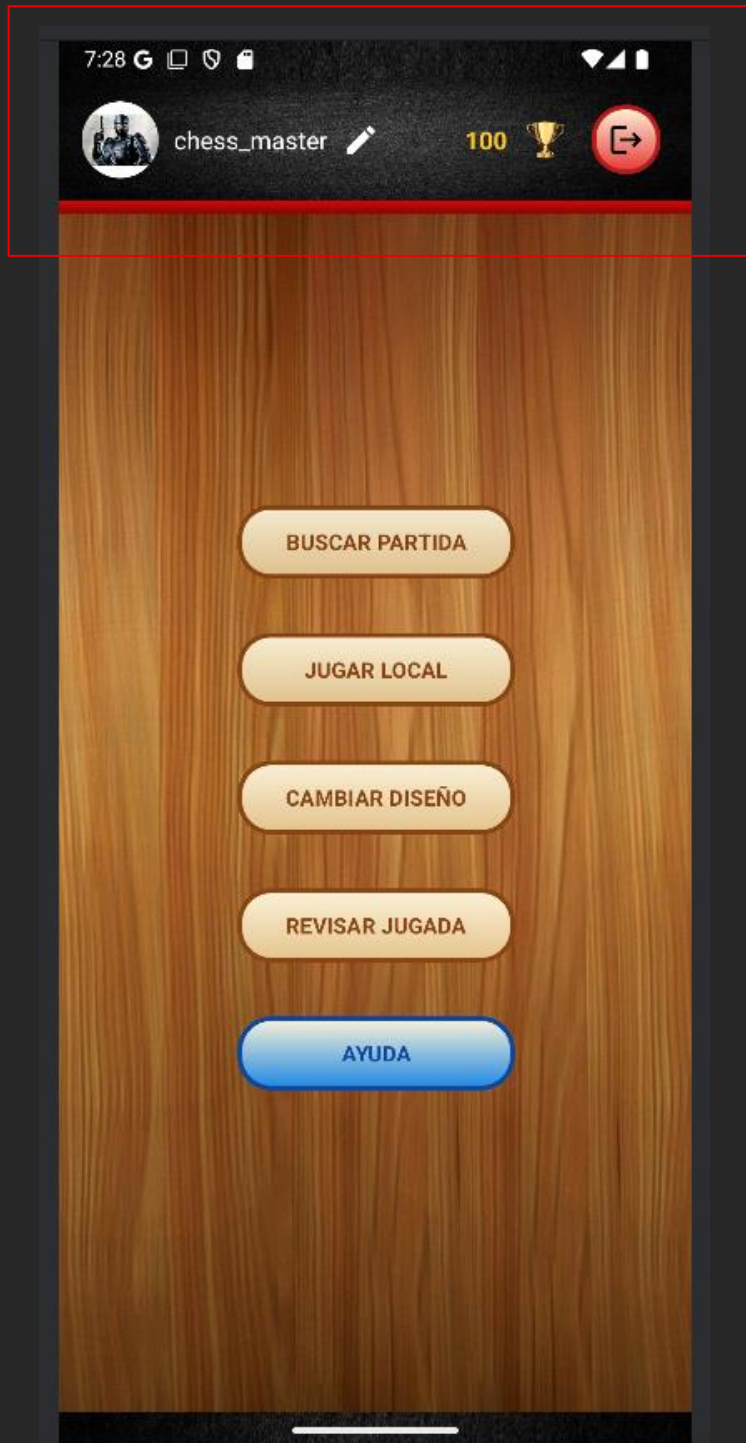 7:28 G
chess_master 100
BUSCAR PARTIDA
JUGAR LOCAL
CAMBIAR DISEÑO
REVISAR JUGADA
AYUDA